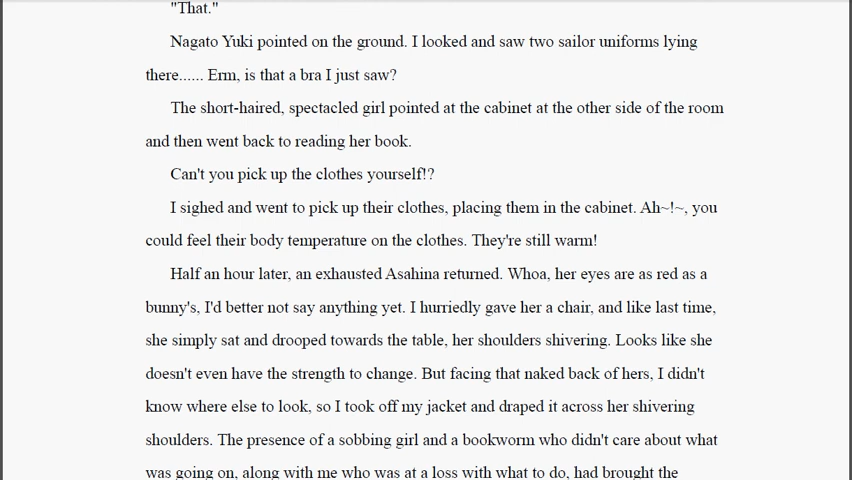 "That."
Nagato Yuki pointed on the ground. I looked and saw two sailor uniforms lying
there...... Erm, is that a bra I just saw?
The short-haired, spectacled girl pointed at the cabinet at the other side of the room
and then went back to reading her book.
Can't you pick up the clothes yourself!?
I sighed and went to pick up their clothes, placing them in the cabinet. Ah~!~, you
could feel their body temperature on the clothes. They're still warm!
Half an hour later, an exhausted Asahina returned. Whoa, her eyes are as red as a
bunny's, I'd better not say anything yet. I hurriedly gave her a chair, and like last time,
she simply sat and drooped towards the table, her shoulders shivering. Looks like she
doesn't even have the strength to change. But facing that naked back of hers, I didn't
know where else to look, so I took off my jacket and draped it across her shivering
shoulders. The presence of a sobbing girl and a bookworm who didn't care about what
was going on, along with me who was at a loss with what to do, had brought the